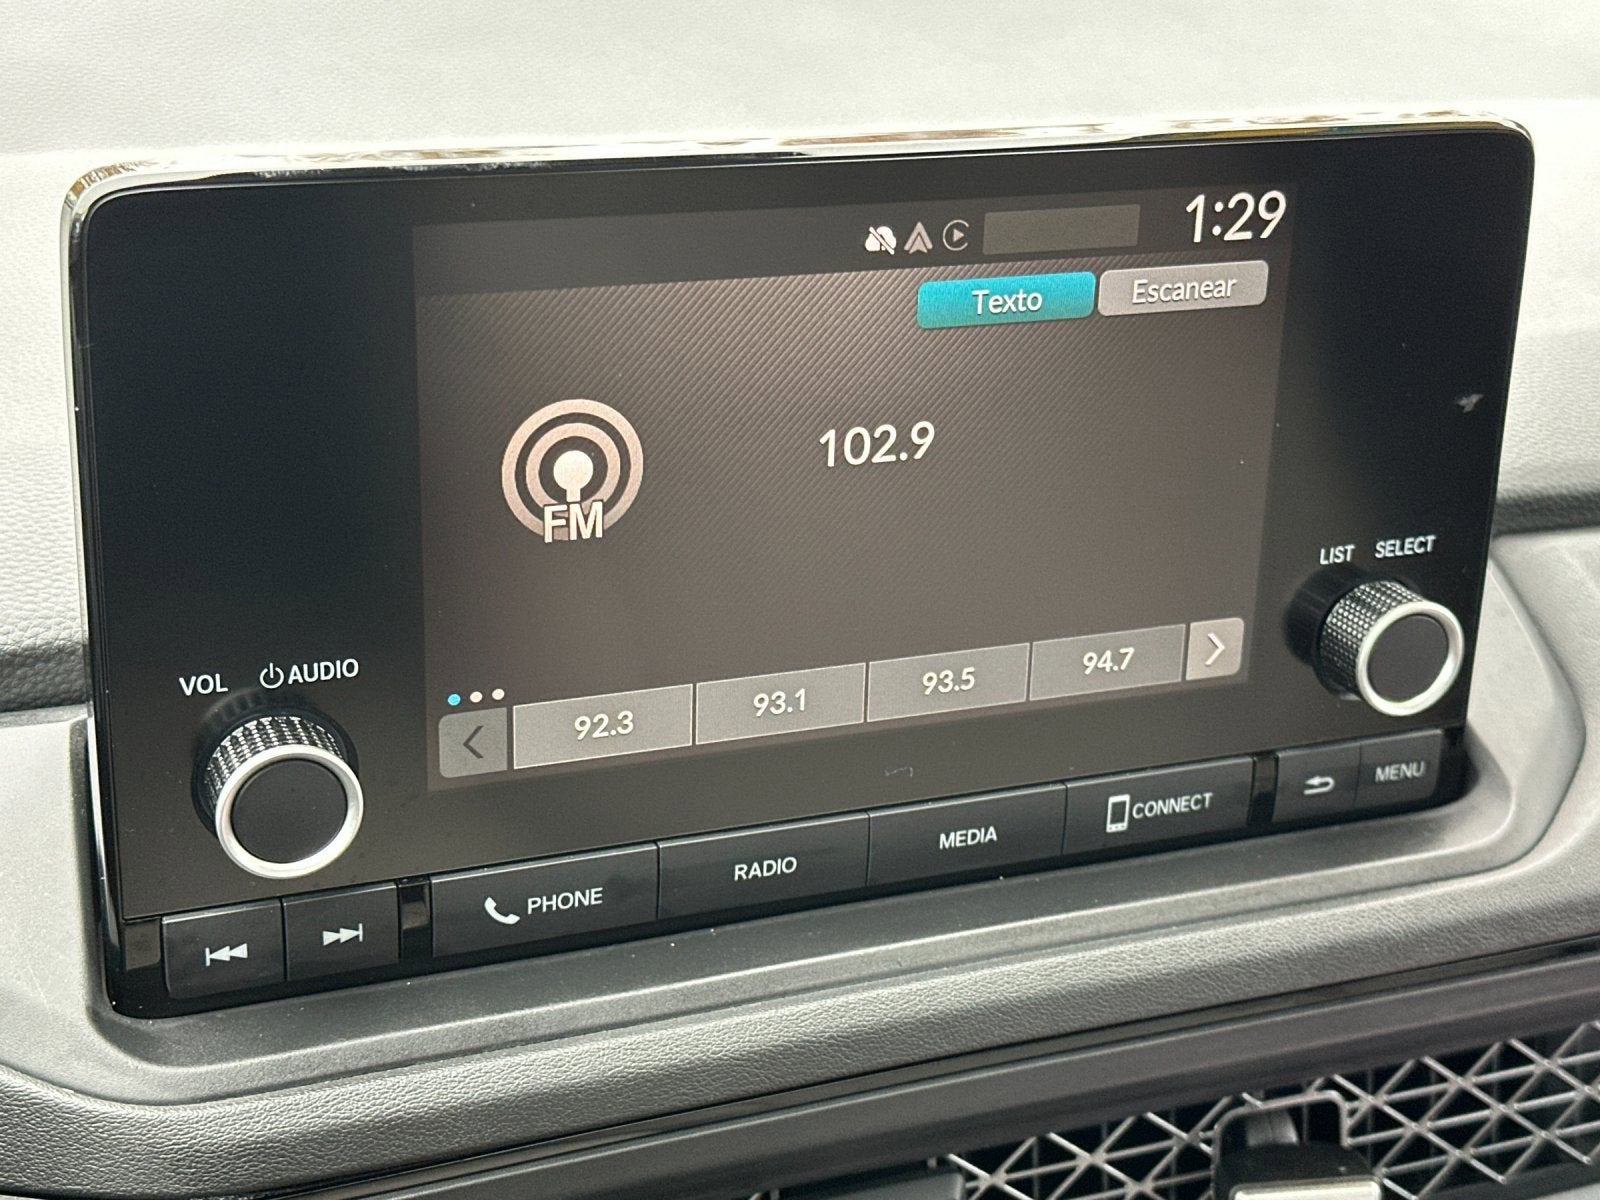 1:29
Texto Escanear
FM
102.9
LIST SELECT
VOL AUDIO
92.3 93.1 93.5 94.7
PHONE RADIO MEDIA CONNECT MENU